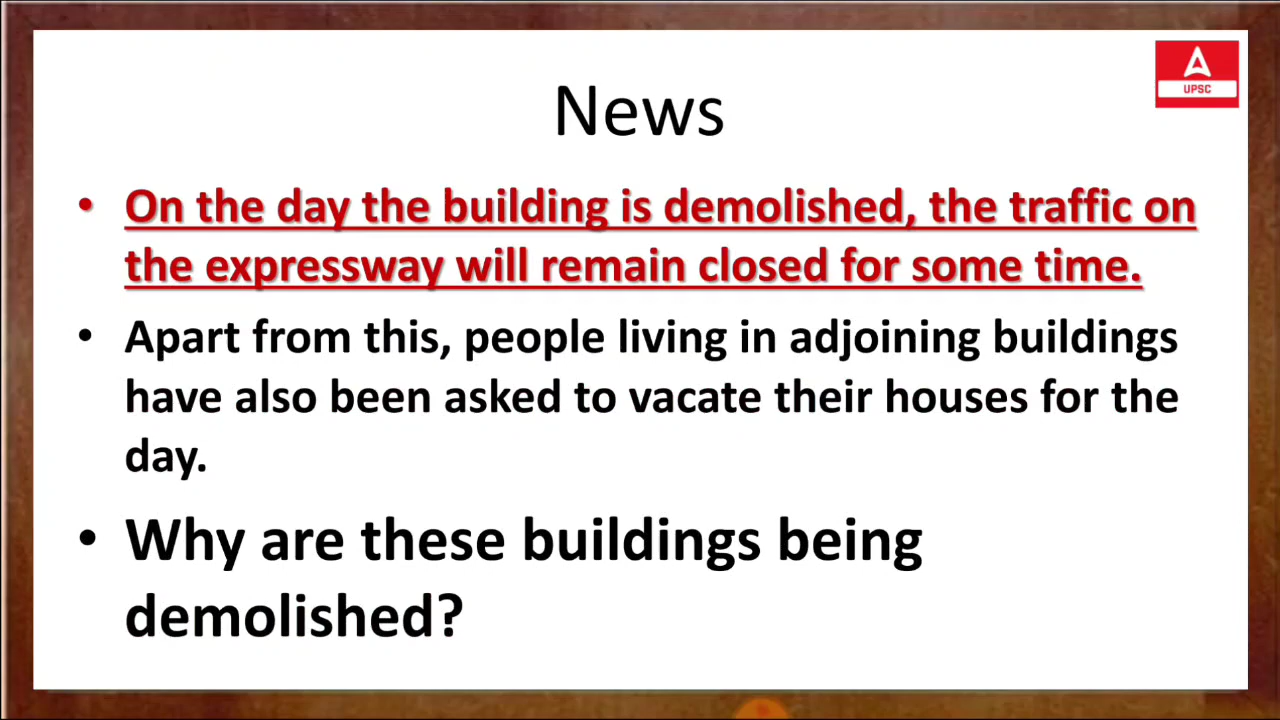 UPSC
News
• On the day the building is demolished, the traffic on
the expressway will remain closed for some time.
• Apart from this, people living in adjoining buildings
have also been asked to vacate their houses for the
day.
• Why are these buildings being
demolished?